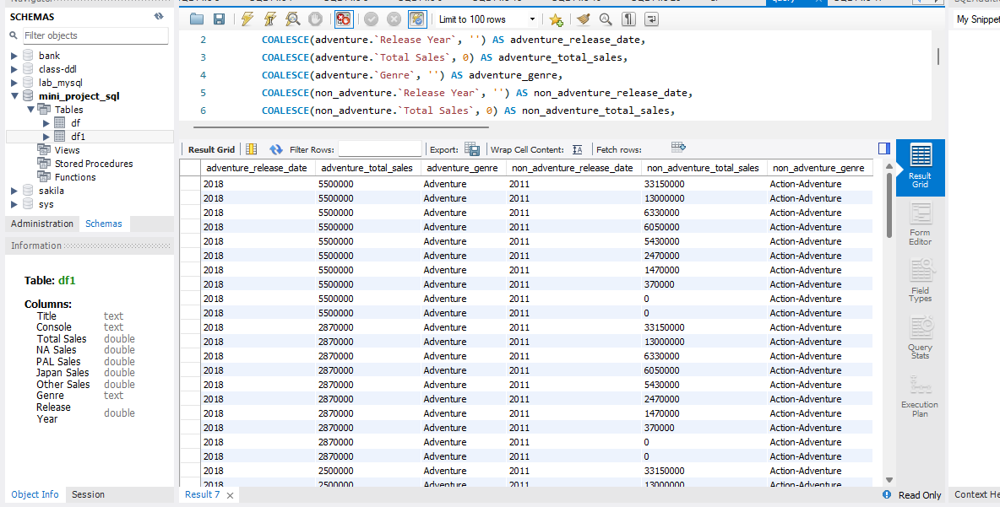 SCHEMAS
Filter objects
bank
class-ddl
lab_mysql
mini_project_sql
Tables
df
df1
Views
Stored Procedures
Functions
sakila
sys
Administration Schemas
Information
Table: df1
Columns:
Title text
Console text
Total Sales double
NA Sales double
PAL Sales double
Japan Sales double
Other Sales double
Genre text
Release Year double
Object Info Session
Limit to 100 rows
2 COALESCE(adventure.`Release Year`, '') AS adventure_release_date,
3 COALESCE(adventure.`Total Sales`, 0) AS adventure_total_sales,
4 COALESCE(adventure.`Genre`, '') AS adventure_genre,
5 COALESCE(non_adventure.`Release Year`, '') AS non_adventure_release_date,
6 COALESCE(non_adventure.`Total Sales`, 0) AS non_adventure_total_sales,
Result Grid Filter Rows: Export: Wrap Cell Content: Fetch rows:
adventure_release_date adventure_total_sales adventure_genre non_adventure_release_date non_adventure_total_sales non_adventure_genre
2018 5500000 Adventure 2011 33150000 Action-Adventure
2018 5500000 Adventure 2011 13000000 Action-Adventure
2018 5500000 Adventure 2011 6330000 Action-Adventure
2018 5500000 Adventure 2011 6050000 Action-Adventure
2018 5500000 Adventure 2011 5430000 Action-Adventure
2018 5500000 Adventure 2011 2470000 Action-Adventure
2018 5500000 Adventure 2011 1470000 Action-Adventure
2018 5500000 Adventure 2011 370000 Action-Adventure
2018 5500000 Adventure 2011 0 Action-Adventure
2018 5500000 Adventure 2011 0 Action-Adventure
2018 2870000 Adventure 2011 33150000 Action-Adventure
2018 2870000 Adventure 2011 13000000 Action-Adventure
2018 2870000 Adventure 2011 6330000 Action-Adventure
2018 2870000 Adventure 2011 6050000 Action-Adventure
2018 2870000 Adventure 2011 5430000 Action-Adventure
2018 2870000 Adventure 2011 2470000 Action-Adventure
2018 2870000 Adventure 2011 1470000 Action-Adventure
2018 2870000 Adventure 2011 370000 Action-Adventure
2018 2870000 Adventure 2011 0 Action-Adventure
2018 2870000 Adventure 2011 0 Action-Adventure
2018 2500000 Adventure 2011 33150000 Action-Adventure
2018 2500000 Adventure 2011 13000000 Action-Adventure
Result 7
Read Only
Result Grid
Form Editor
Field Types
Query Stats
Execution Plan
My Snippet
Context He